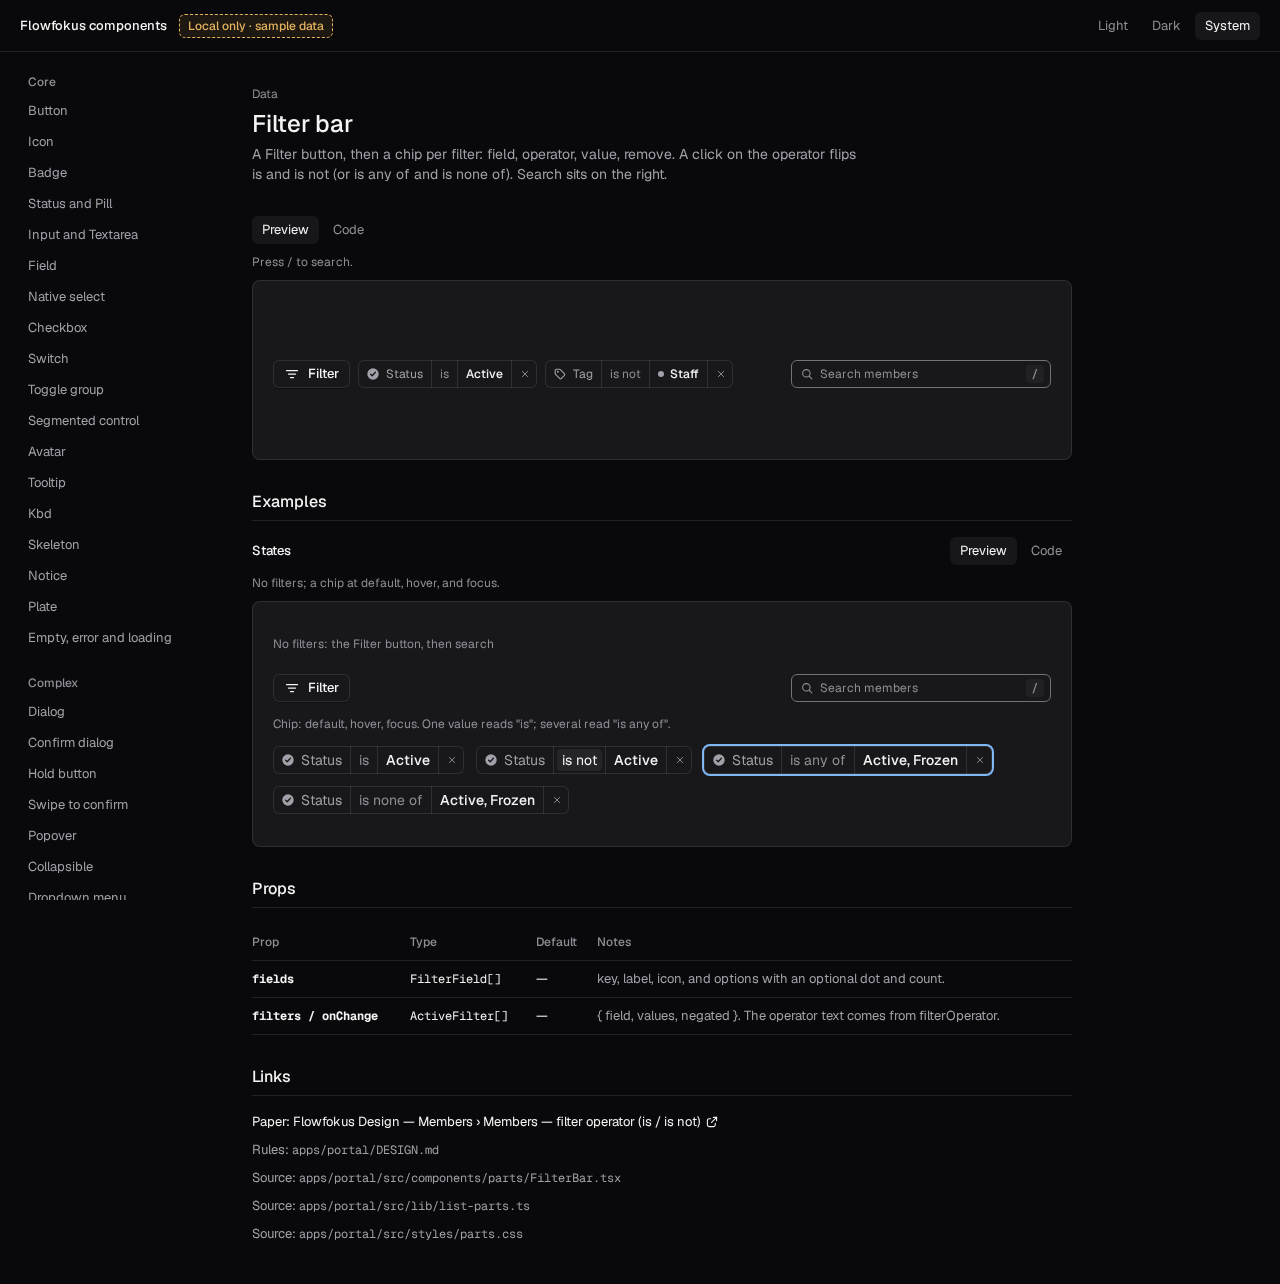 Flowfokus components
Local only · sample data
Light
Dark
System
Core
Button
Icon
Badge
Status and Pill
Input and Textarea
Field
Native select
Checkbox
Switch
Toggle group
Segmented control
Avatar
Tooltip
Kbd
Skeleton
Notice
Plate
Empty, error and loading
Complex
Dialog
Confirm dialog
Hold button
Swipe to confirm
Popover
Collapsible
Dropdown menu
Data
Filter bar
A Filter button, then a chip per filter: field, operator, value, remove. A click on the operator flips
is and is not (or is any of and is none of). Search sits on the right.
Preview
Code
Press / to search.
Filter
Status is Active
Tag is not Staff
Search members /
Examples
States
Preview
Code
No filters; a chip at default, hover, and focus.
No filters: the Filter button, then search
Filter
Search members /
Chip: default, hover, focus. One value reads "is"; several read "is any of".
Status is Active
Status is not Active
Status is any of Active, Frozen
Status is none of Active, Frozen
Props
Prop Type Default Notes
fields FilterField[] — key, label, icon, and options with an optional dot and count.
filters / onChange ActiveFilter[] — { field, values, negated }. The operator text comes from filterOperator.
Links
Paper: Flowfokus Design — Members › Members — filter operator (is / is not)
Rules: apps/portal/DESIGN.md
Source: apps/portal/src/components/parts/FilterBar.tsx
Source: apps/portal/src/lib/list-parts.ts
Source: apps/portal/src/styles/parts.css